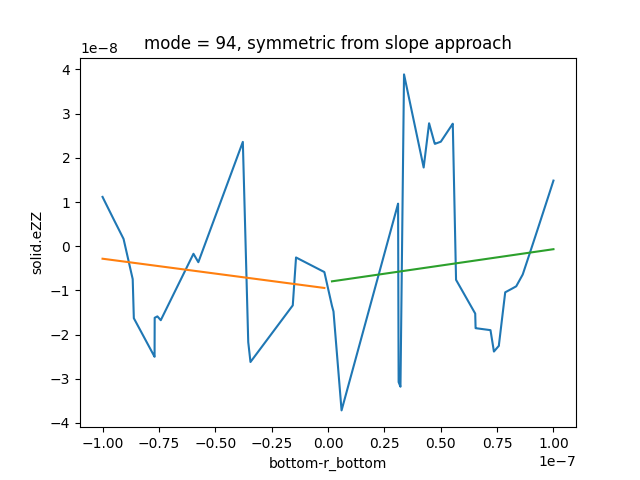 mode = 94, symmetric from slope approach
1e−8
4
3
2
1
0
−1
−2
−3
−4
solid.eZZ
−1.00 −0.75 −0.50 −0.25 0.00 0.25 0.50 0.75 1.00
1e−7
bottom-r_bottom